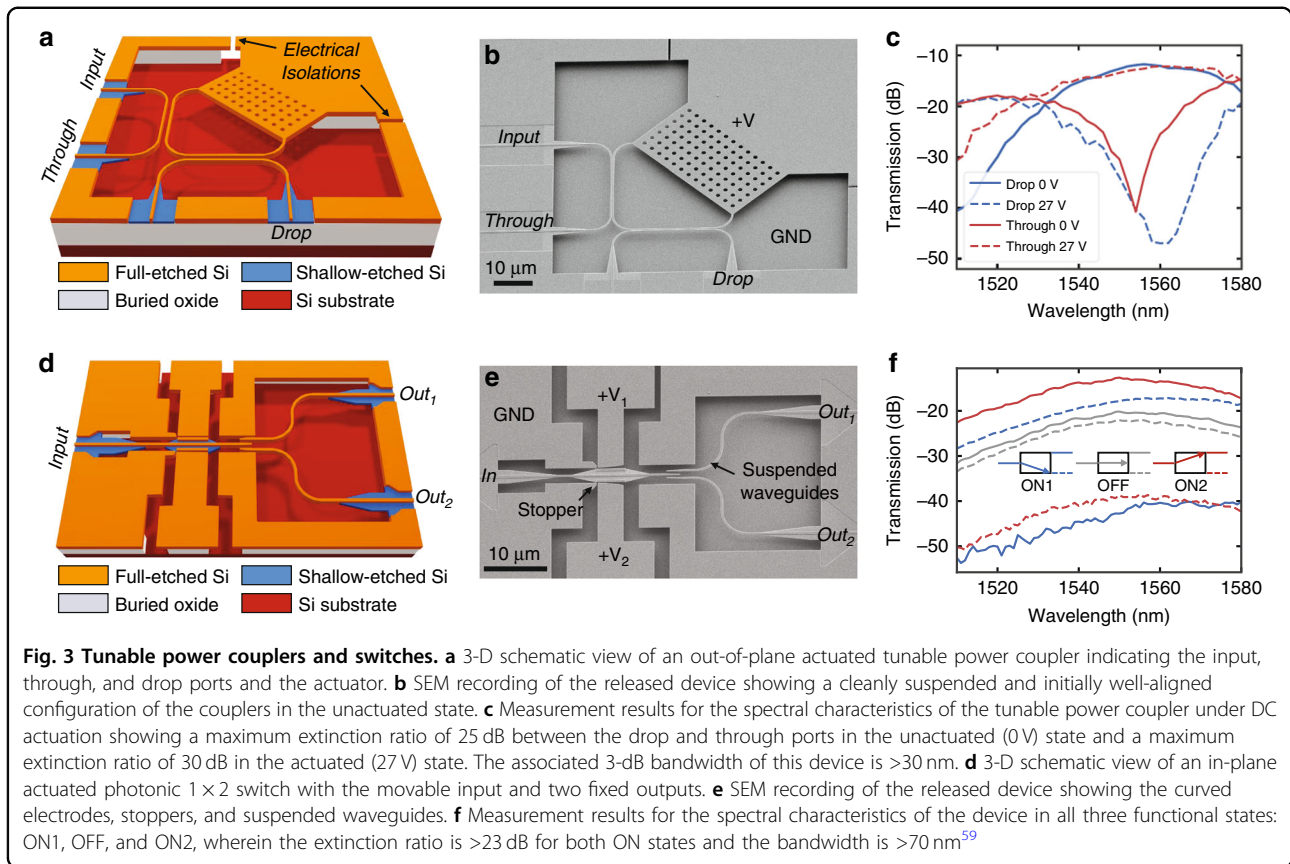 a
Input
Through
Drop
Electrical
Isolations
Full-etched Si
Shallow-etched Si
Buried oxide
Si substrate
b
Input
Through
+V
GND
Drop
10 μm
c
Transmission (dB)
–10
–20
–30
–40
–50
Drop 0 V
Drop 27 V
Through 0 V
Through 27 V
1520 1540 1560 1580
Wavelength (nm)
d
Input
Out1
Out2
Full-etched Si
Shallow-etched Si
Buried oxide
Si substrate
e
GND
+V1
Out1
In
Suspended
waveguides
Stopper
Out2
10 μm
+V2
f
Transmission (dB)
–20
–30
–40
–50
ON1 OFF ON2
1520 1540 1560 1580
Wavelength (nm)
Fig. 3 Tunable power couplers and switches. a 3-D schematic view of an out-of-plane actuated tunable power coupler indicating the input,
through, and drop ports and the actuator. b SEM recording of the released device showing a cleanly suspended and initially well-aligned
configuration of the couplers in the unactuated state. c Measurement results for the spectral characteristics of the tunable power coupler under DC
actuation showing a maximum extinction ratio of 25 dB between the drop and through ports in the unactuated (0 V) state and a maximum
extinction ratio of 30 dB in the actuated (27 V) state. The associated 3-dB bandwidth of this device is >30 nm. d 3-D schematic view of an in-plane
actuated photonic 1 × 2 switch with the movable input and two fixed outputs. e SEM recording of the released device showing the curved
electrodes, stoppers, and suspended waveguides. f Measurement results for the spectral characteristics of the device in all three functional states:
ON1, OFF, and ON2, wherein the extinction ratio is >23 dB for both ON states and the bandwidth is >70 nm59